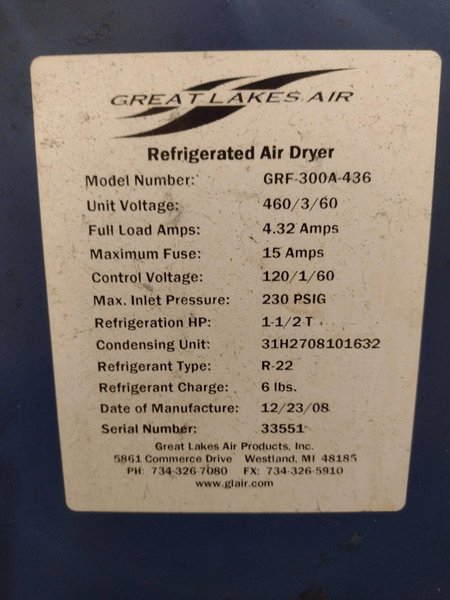 GREAT LAKES AIR
Refrigerated Air Dryer
Model Number: GRF-300A-436
Unit Voltage: 460/3/60
Full Load Amps: 4.32 Amps
Maximum Fuse: 15 Amps
Control Voltage: 120/1/60
Max. Inlet Pressure: 230 PSIG
Refrigeration HP: 1-1/2 T
Condensing Unit: 31H2708101632
Refrigerant Type: R-22
Refrigerant Charge: 6 lbs.
Date of Manufacture: 12/23/08
Serial Number: 33551
Great Lakes Air Products, Inc.
5861 Commerce Drive Westland, MI 48185
PH: 734-326-7080 FX: 734-326-5910
www.glair.com